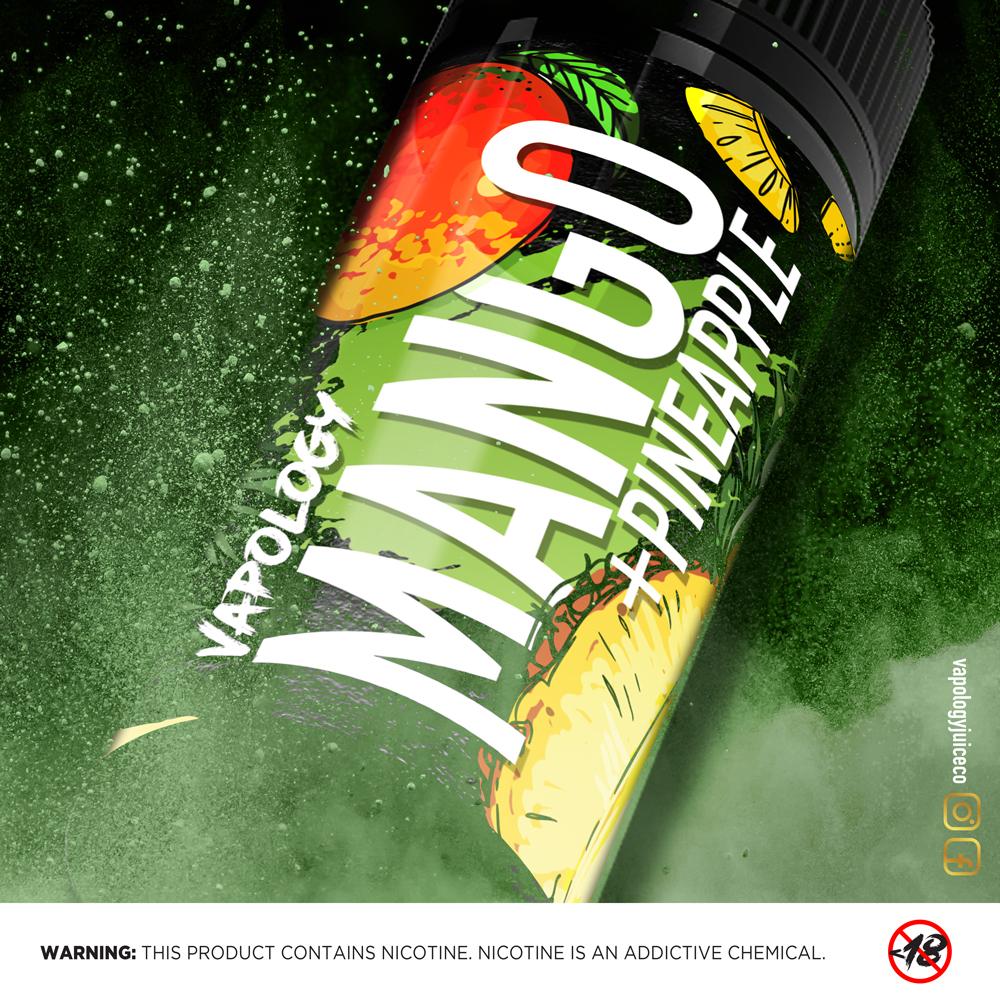 VAPOLOGY
MANGO
+PINEAPPLE
vapologyjuiceco
WARNING: THIS PRODUCT CONTAINS NICOTINE. NICOTINE IS AN ADDICTIVE CHEMICAL.
<18